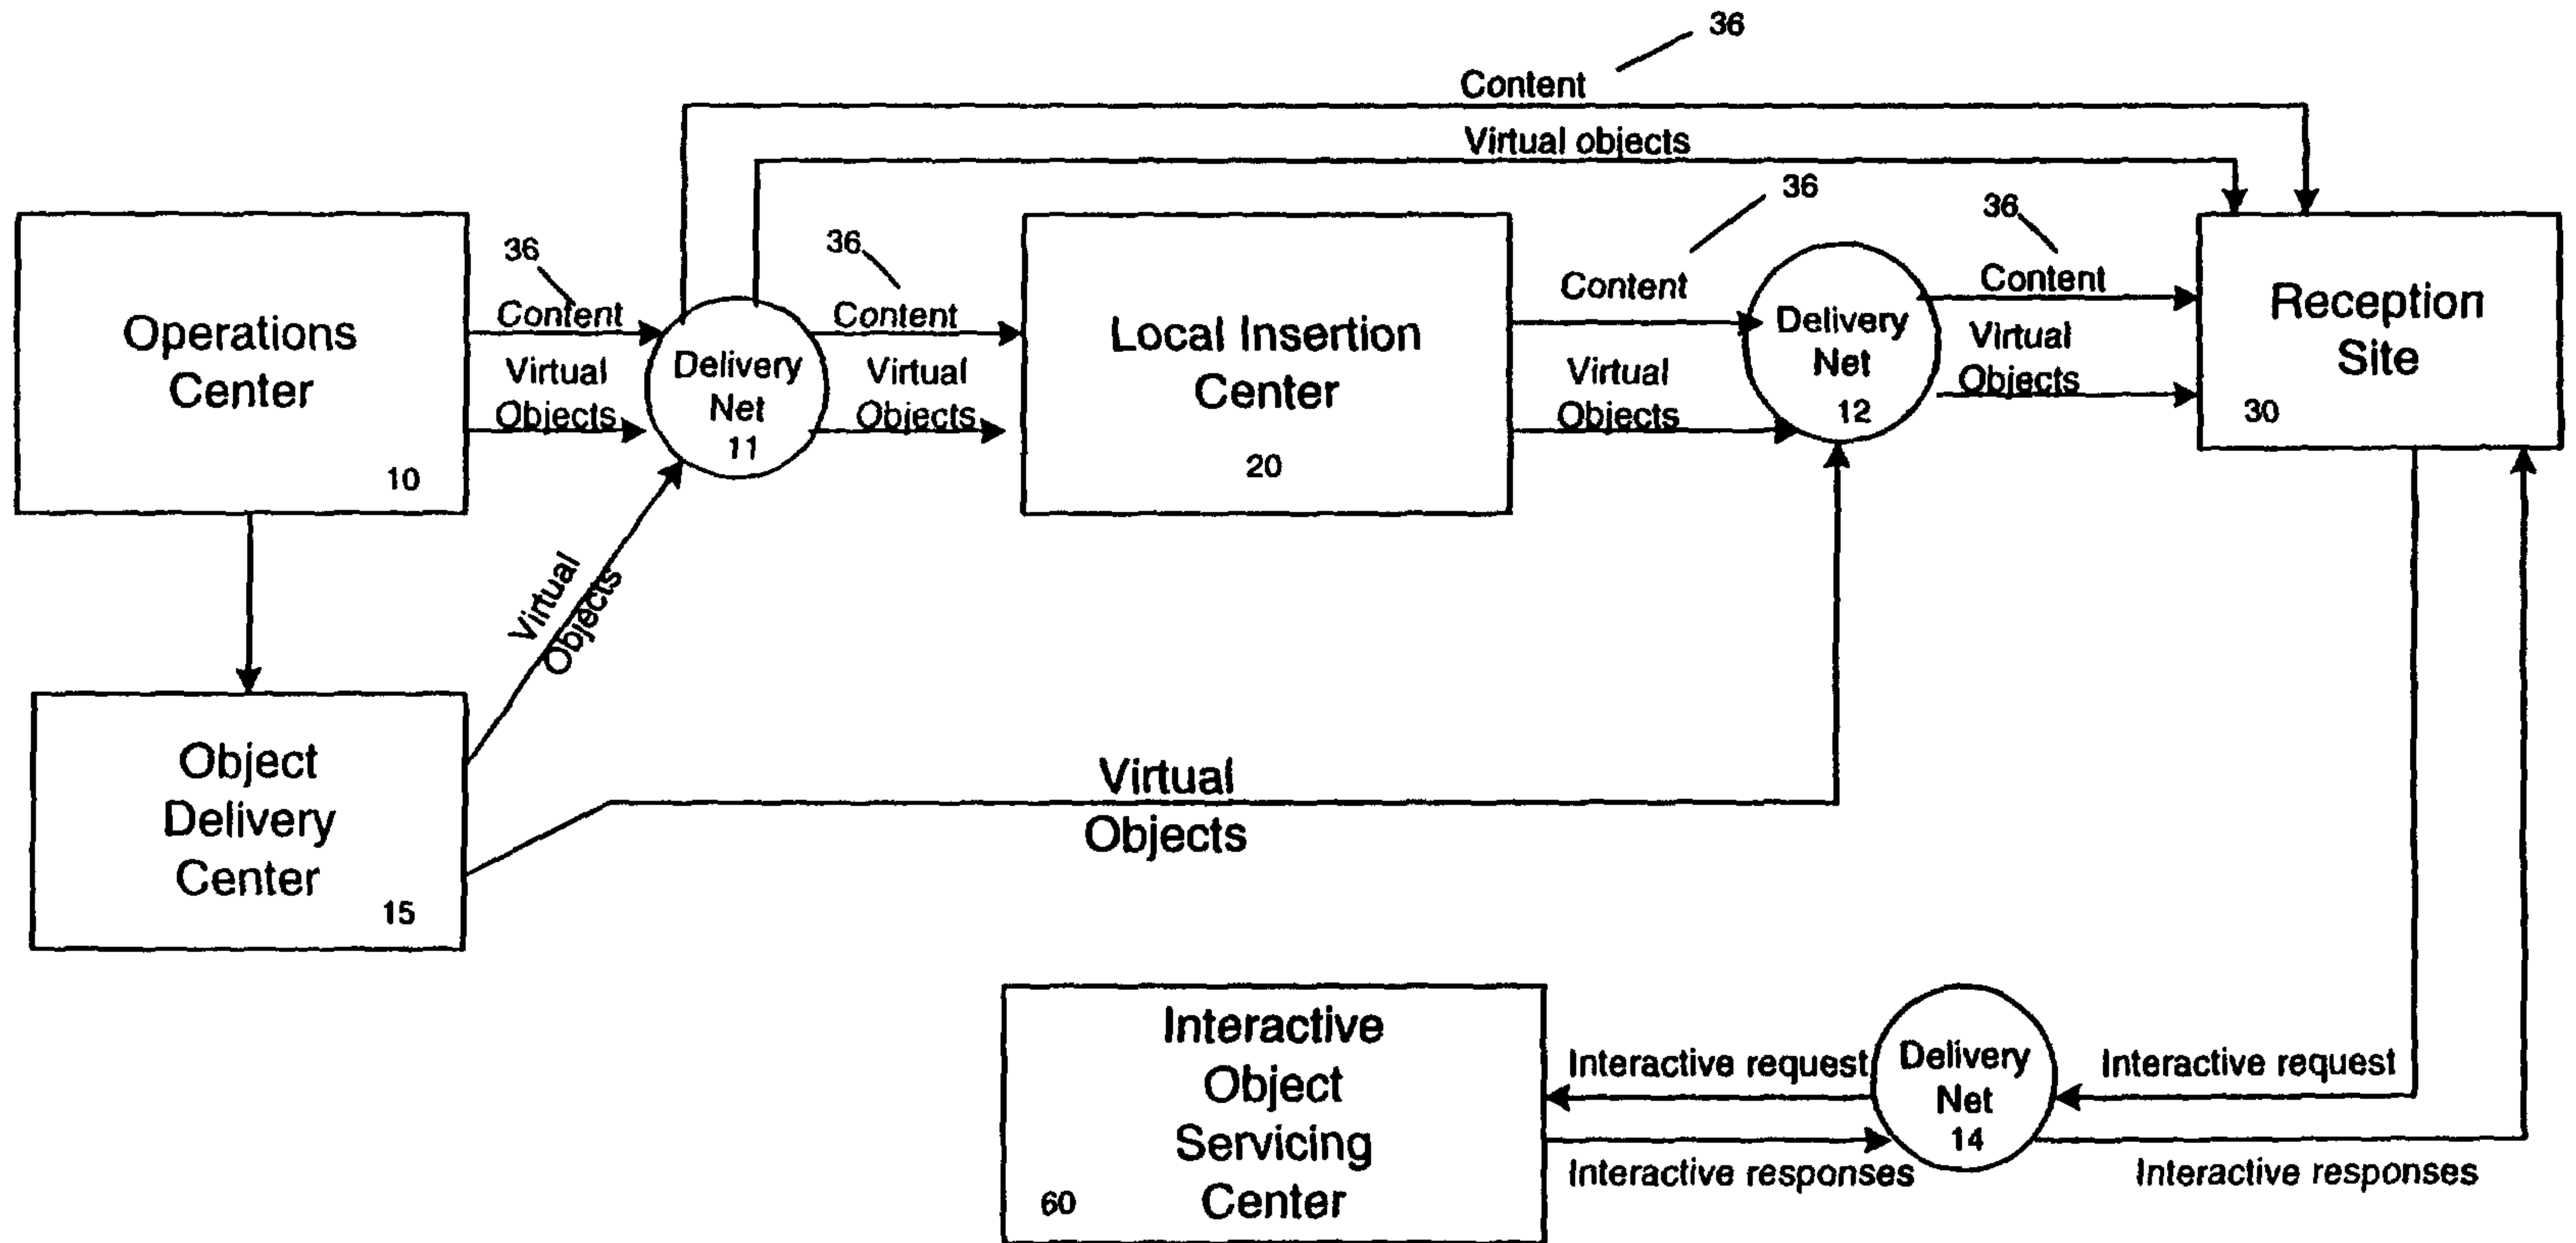 36
Content
Virtual objects
36
36
36
36
Operations
Center
10
Content
Virtual
Objects
Delivery
Net
11
Content
Virtual
Objects
Local Insertion
Center
20
Content
Virtual
Objects
Delivery
Net
12
Content
Virtual
Objects
Reception
Site
30
Virtual
Objects
Object
Delivery
Center
15
Virtual
Objects
Interactive
Object
Servicing
Center
60
Interactive request
Interactive responses
Delivery
Net
14
Interactive request
Interactive responses